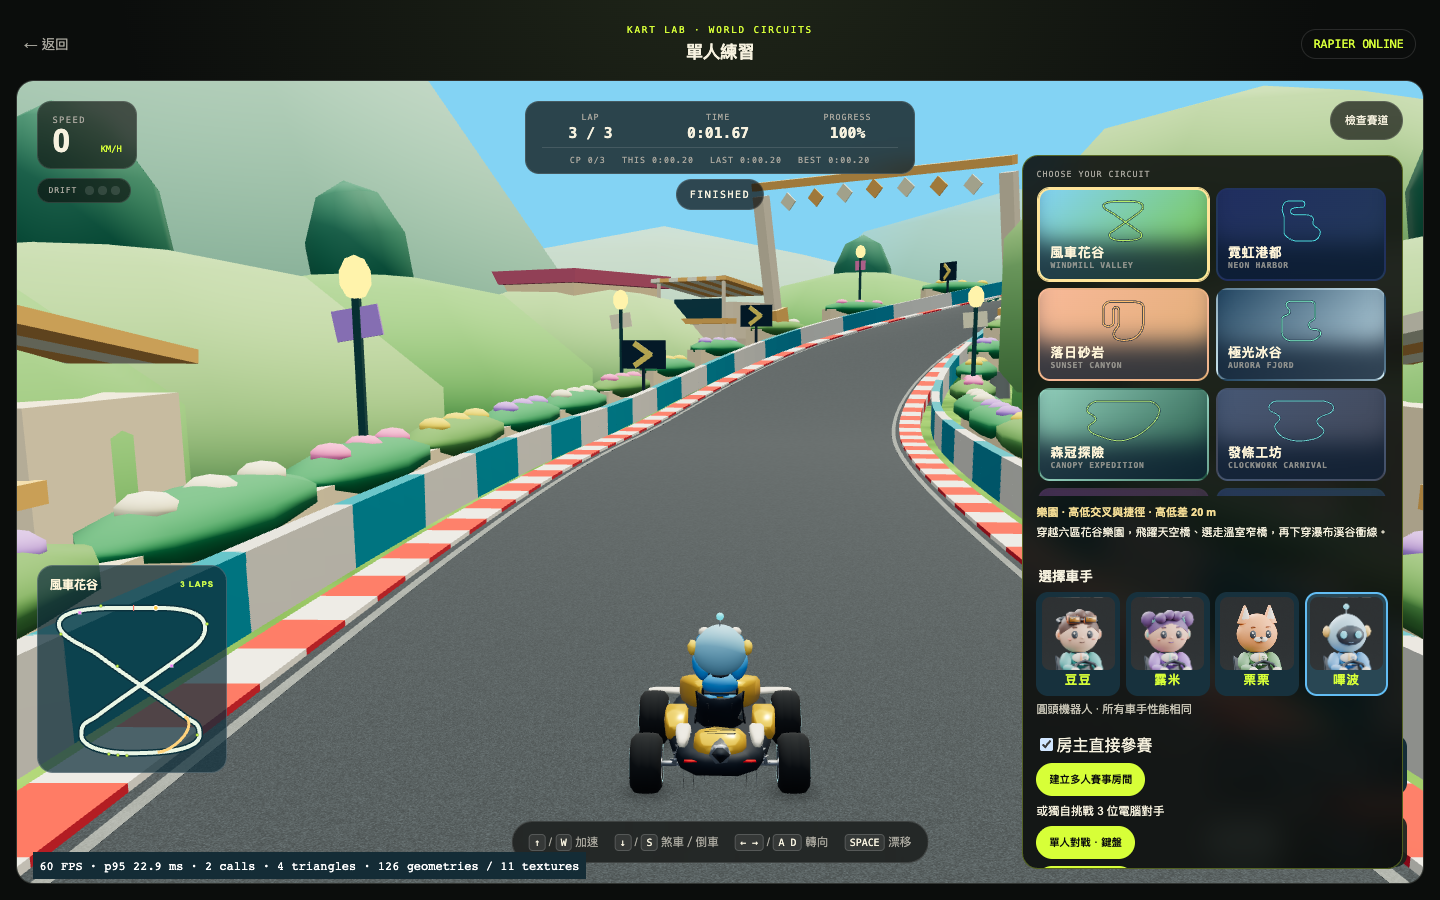 ← 返回
KART LAB · WORLD CIRCUITS
單人練習
RAPIER ONLINE
SPEED
0 KM/H
DRIFT
LAP TIME PROGRESS
3 / 3 0:01.67 100%
CP 0/3 THIS 0:00.20 LAST 0:00.20 BEST 0:00.20
FINISHED
檢查賽道
CHOOSE YOUR CIRCUIT
風車花谷
WINDMILL VALLEY
霓虹港都
NEON HARBOR
落日砂岩
SUNSET CANYON
極光冰谷
AURORA FJORD
森冠探險
CANOPY EXPEDITION
發條工坊
CLOCKWORK CARNIVAL
樂園 · 高低交叉與捷徑 · 高低差 20 m
穿越六區花谷樂園，飛躍天空橋、選走溫室窄橋，再下穿瀑布溪谷衝線。
選擇車手
豆豆 露米 栗栗 嗶波
圓頭機器人 · 所有車手性能相同
房主直接參賽
建立多人賽事房間
或獨自挑戰 3 位電腦對手
單人對戰 · 鍵盤
風車花谷 3 LAPS
↑ / W 加速 ↓ / S 煞車 / 倒車 ← → / A D 轉向 SPACE 漂移
60 FPS · p95 22.9 ms · 2 calls · 4 triangles · 126 geometries / 11 textures